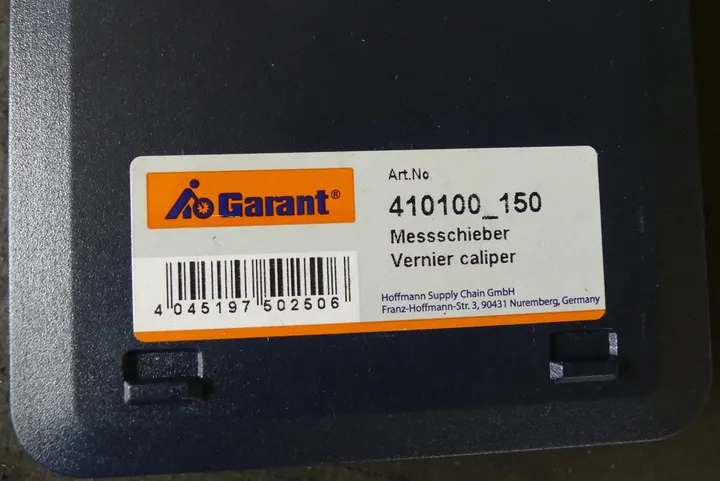 Garant®
4 045197 502506
Art.No
410100_150
Messschieber
Vernier caliper
Hoffmann Supply Chain GmbH
Franz-Hoffmann-Str. 3, 90431 Nuremberg, Germany